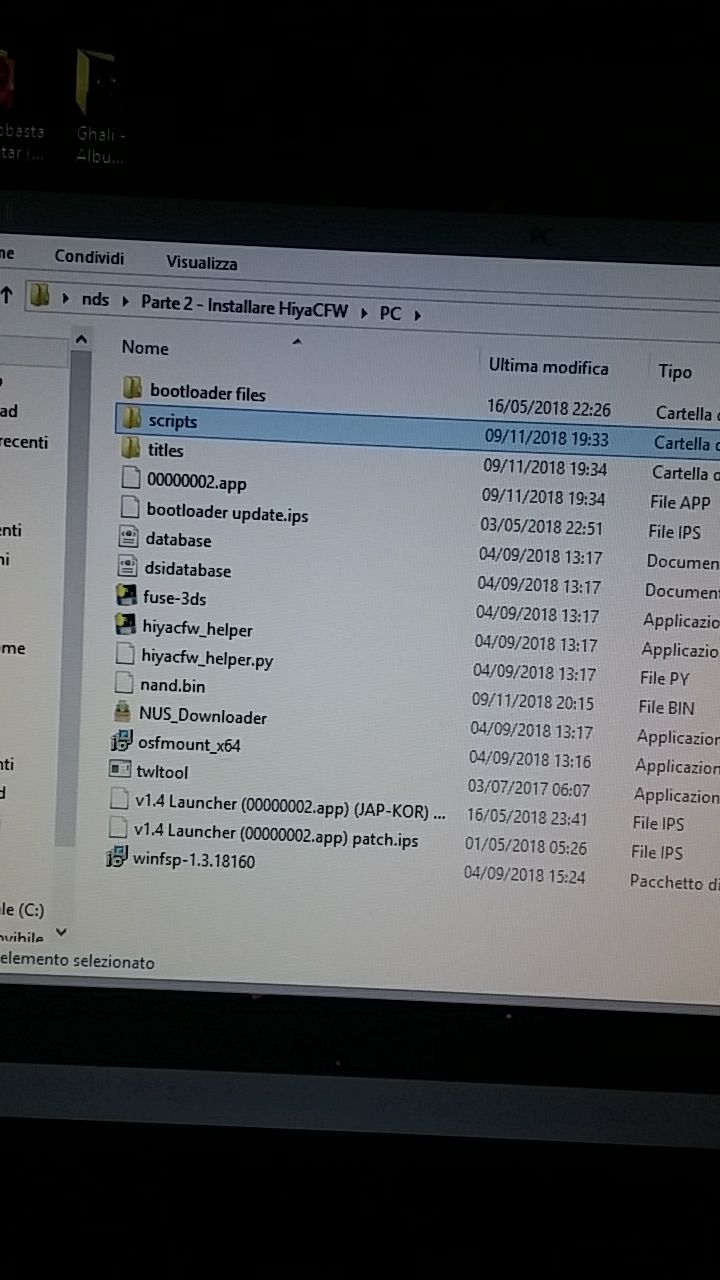 obasta
tar (...
Ghali -
Albu...
ne Condividi Visualizza
nds Parte 2 - Installare HiyaCFW PC
Nome Ultima modifica Tipo
bootloader files 16/05/2018 22:26 Cartella d
scripts 09/11/2018 19:33 Cartella d
titles 09/11/2018 19:34 Cartella d
00000002.app 09/11/2018 19:34 File APP
bootloader update.ips 03/05/2018 22:51 File IPS
database 04/09/2018 13:17 Documen
dsidatabase 04/09/2018 13:17 Document
fuse-3ds 04/09/2018 13:17 Applicazio
hiyacfw_helper 04/09/2018 13:17 Applicazio
hiyacfw_helper.py 04/09/2018 13:17 File PY
nand.bin 09/11/2018 20:15 File BIN
NUS_Downloader 04/09/2018 13:17 Applicazion
osfmount_x64 04/09/2018 13:16 Applicazion
twltool 03/07/2017 06:07 Applicazion
v1.4 Launcher (00000002.app) (JAP-KOR) ... 16/05/2018 23:41 File IPS
v1.4 Launcher (00000002.app) patch.ips 01/05/2018 05:26 File IPS
winfsp-1.3.18160 04/09/2018 15:24 Pacchetto di
ad
recenti
enti
ni
ome
nti
d
le (C:)
ovibile
elemento selezionato